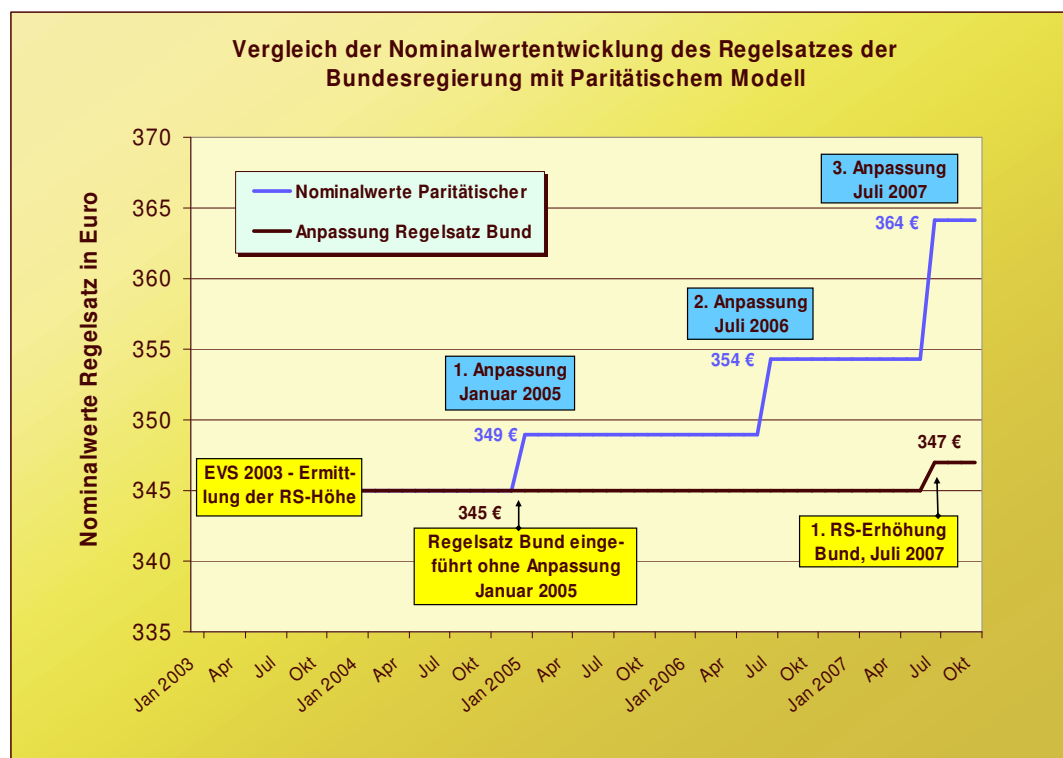 Vergleich der Nominalwertentwicklung des Regelsatzes der
Bundesregierung mit Paritätischem Modell
Nominalwerte Regelsatz in Euro
370
365
360
355
350
345
340
335
Nominalwerte Paritätischer
Anpassung Regelsatz Bund
3. Anpassung
Juli 2007
364 €
2. Anpassung
Juli 2006
354 €
1. Anpassung
Januar 2005
349 €
347 €
EVS 2003 - Ermitt-
lung der RS-Höhe
345 €
Regelsatz Bund einge-
führt ohne Anpassung
Januar 2005
1. RS-Erhöhung
Bund, Juli 2007
Jan 2003
Apr
Jul
Okt
Jan 2004
Apr
Jul
Okt
Jan 2005
Apr
Jul
Okt
Jan 2006
Apr
Jul
Okt
Jan 2007
Apr
Jul
Okt